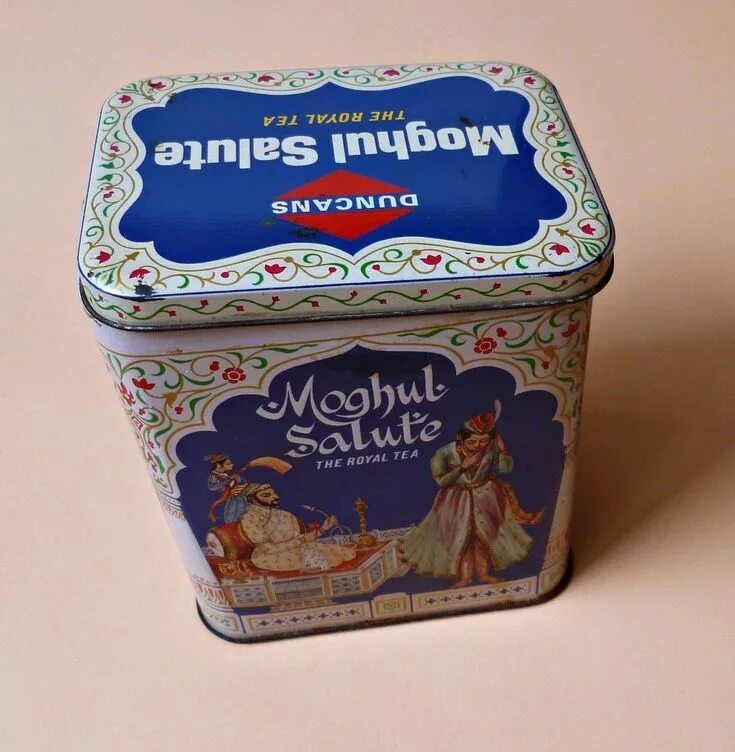 DUNCANS
Moghul Salute
THE ROYAL TEA
Moghul
Salute
THE ROYAL TEA